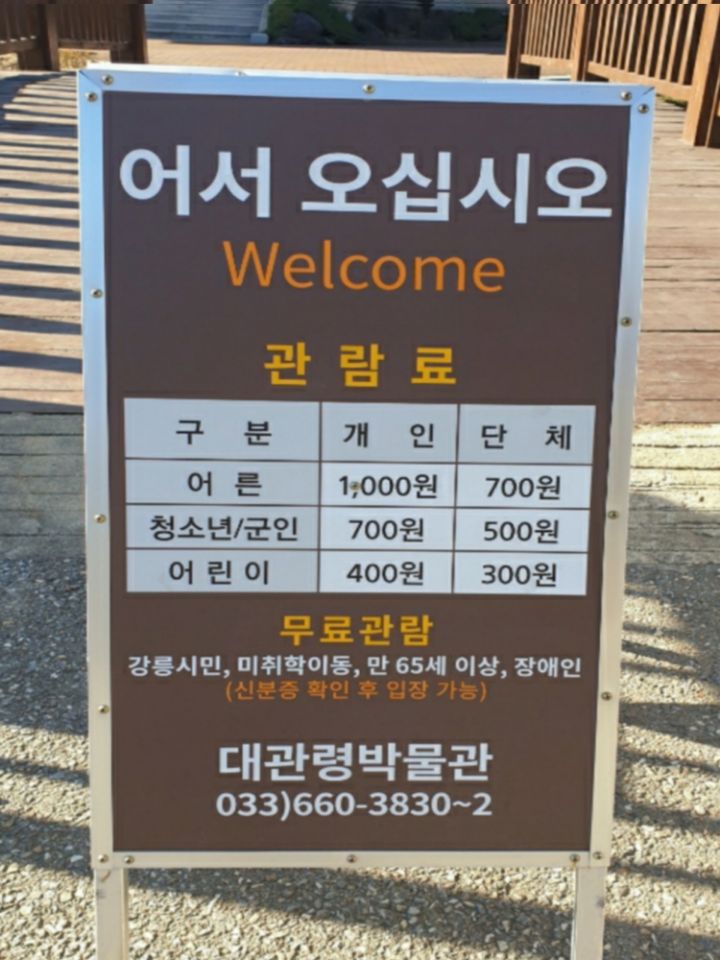 어서 오십시오
Welcome
관 람 료
구 분 개 인 단 체
어 른 1,000원 700원
청소년/군인 700원 500원
어 린 이 400원 300원
무료관람
강릉시민, 미취학이동, 만 65세 이상, 장애인
(신분증 확인 후 입장 가능)
대관령박물관
033)660-3830~2